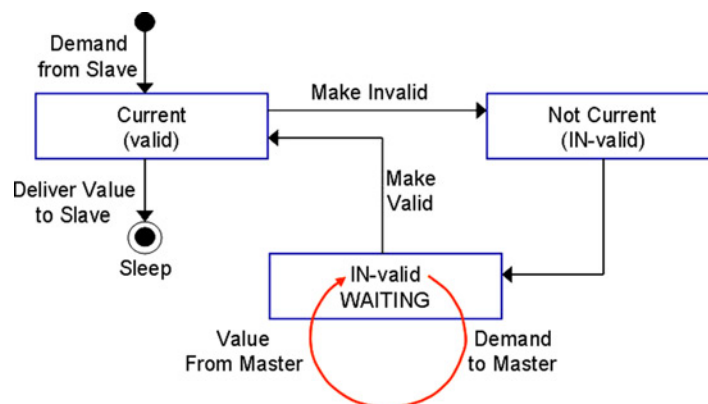 Demand
from Slave
Current
(valid)
Make Invalid
Not Current
(IN-valid)
Deliver Value
to Slave
Make
Valid
Sleep
IN-valid
WAITING
Value
From Master
Demand
to Master